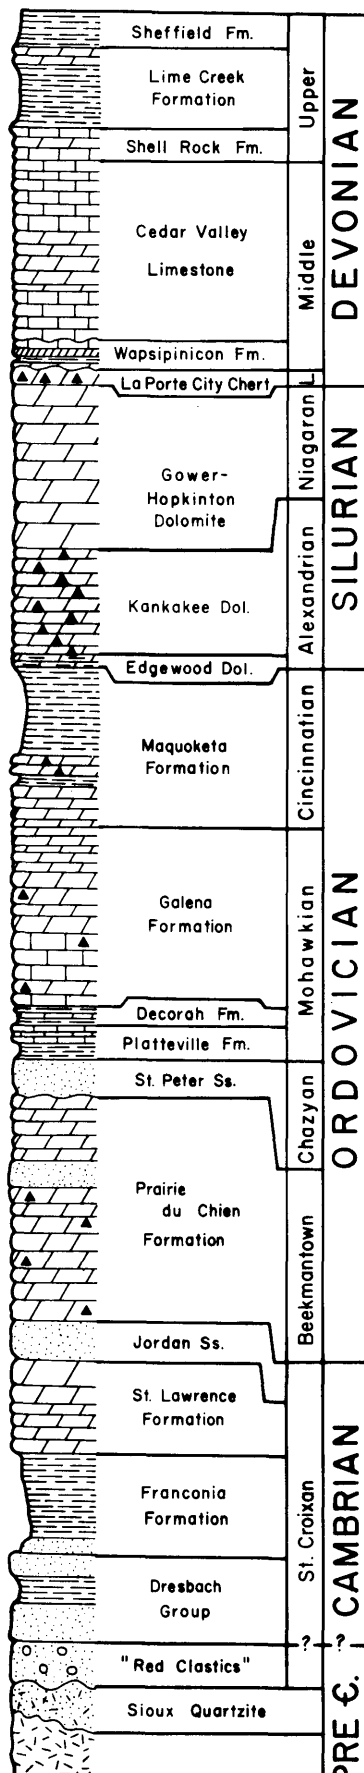 Sheffield Fm.
Lime Creek
Formation
Shell Rock Fm.
Cedar Valley
Limestone
Wapsipinicon Fm.
La Porte City Chert
Gower-
Hopkinton
Dolomite
Kankakee Dol.
Edgewood Dol.
Maquoketa
Formation
Galena
Formation
Decorah Fm.
Platteville Fm.
St. Peter Ss.
Prairie
du Chien
Formation
Jordan Ss.
St. Lawrence
Formation
Franconia
Formation
Dresbach
Group
"Red Clastics"
Sioux Quartzite
Upper
Middle
L
Niagaran
Alexandrian
Cincinnatian
Mohawkian
Chazyan
Beekmantown
St. Croixan
?
?
DEVONIAN
SILURIAN
ORDOVICIAN
CAMBRIAN
PRE Є.